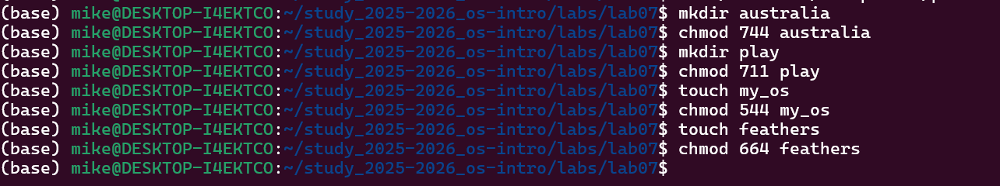 (base) mike@DESKTOP-I4EKTCO:~/study_2025-2026_os-intro/labs/lab07$ mkdir australia
(base) mike@DESKTOP-I4EKTCO:~/study_2025-2026_os-intro/labs/lab07$ chmod 744 australia
(base) mike@DESKTOP-I4EKTCO:~/study_2025-2026_os-intro/labs/lab07$ mkdir play
(base) mike@DESKTOP-I4EKTCO:~/study_2025-2026_os-intro/labs/lab07$ chmod 711 play
(base) mike@DESKTOP-I4EKTCO:~/study_2025-2026_os-intro/labs/lab07$ touch my_os
(base) mike@DESKTOP-I4EKTCO:~/study_2025-2026_os-intro/labs/lab07$ chmod 544 my_os
(base) mike@DESKTOP-I4EKTCO:~/study_2025-2026_os-intro/labs/lab07$ touch feathers
(base) mike@DESKTOP-I4EKTCO:~/study_2025-2026_os-intro/labs/lab07$ chmod 664 feathers
(base) mike@DESKTOP-I4EKTCO:~/study_2025-2026_os-intro/labs/lab07$